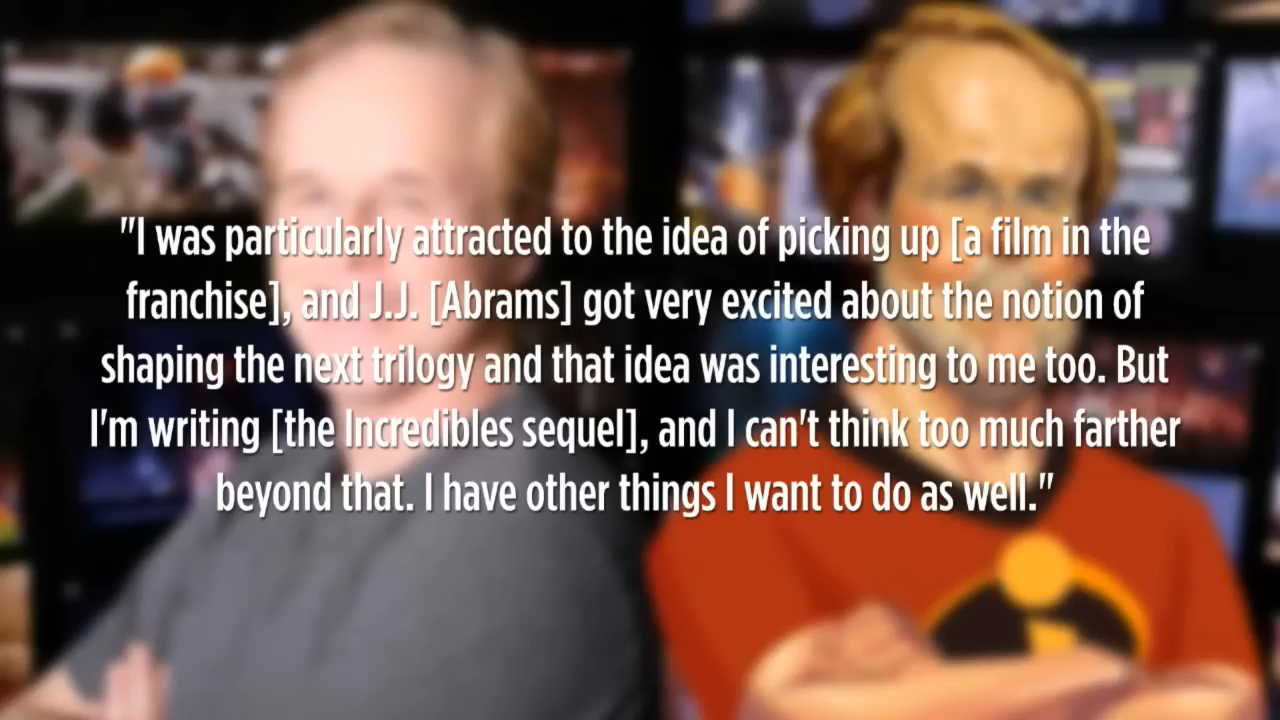 "I was particularly attracted to the idea of picking up [a film in the
franchise], and J.J. [Abrams] got very excited about the notion of
shaping the next trilogy and that idea was interesting to me too. But
I'm writing [the Incredibles sequel], and I can't think too much farther
beyond that. I have other things I want to do as well."